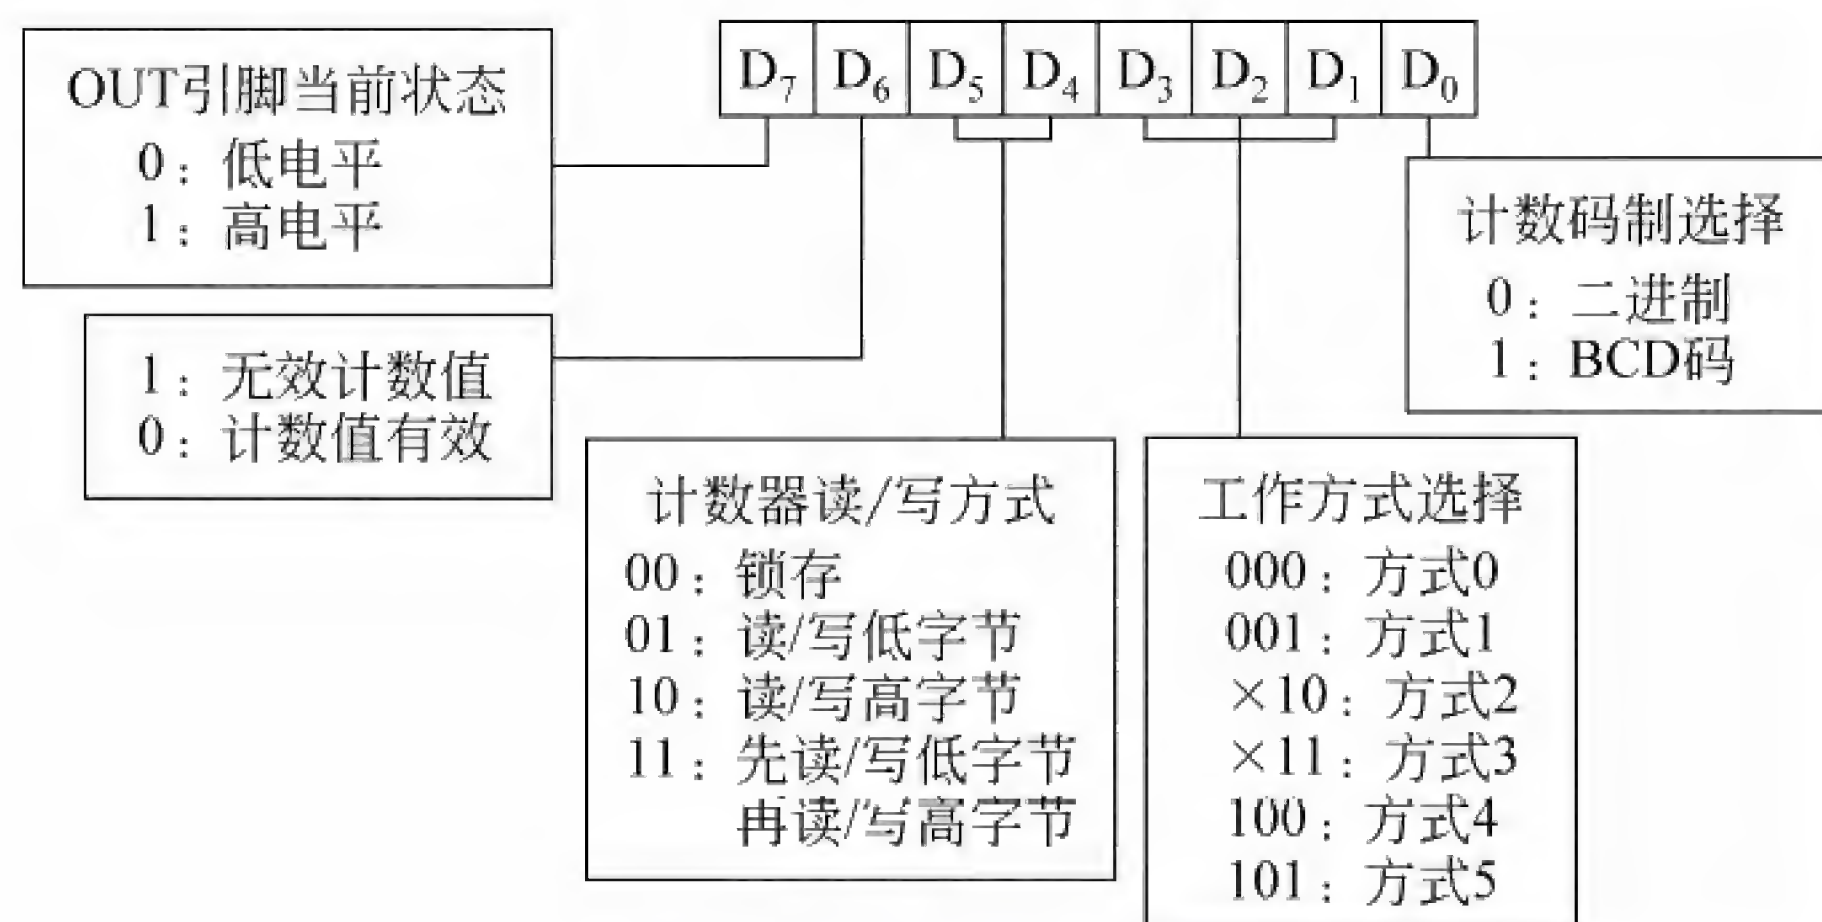 D7 D6 D5 D4 D3 D2 D1 D0
OUT引脚当前状态
0：低电平
1：高电平
1：无效计数值
0：计数值有效
计数器读/写方式
00：锁存
01：读/写低字节
10：读/写高字节
11：先读/写低字节
再读/写高字节
工作方式选择
000：方式0
001：方式1
×10：方式2
×11：方式3
100：方式4
101：方式5
计数码制选择
0：二进制
1：BCD码